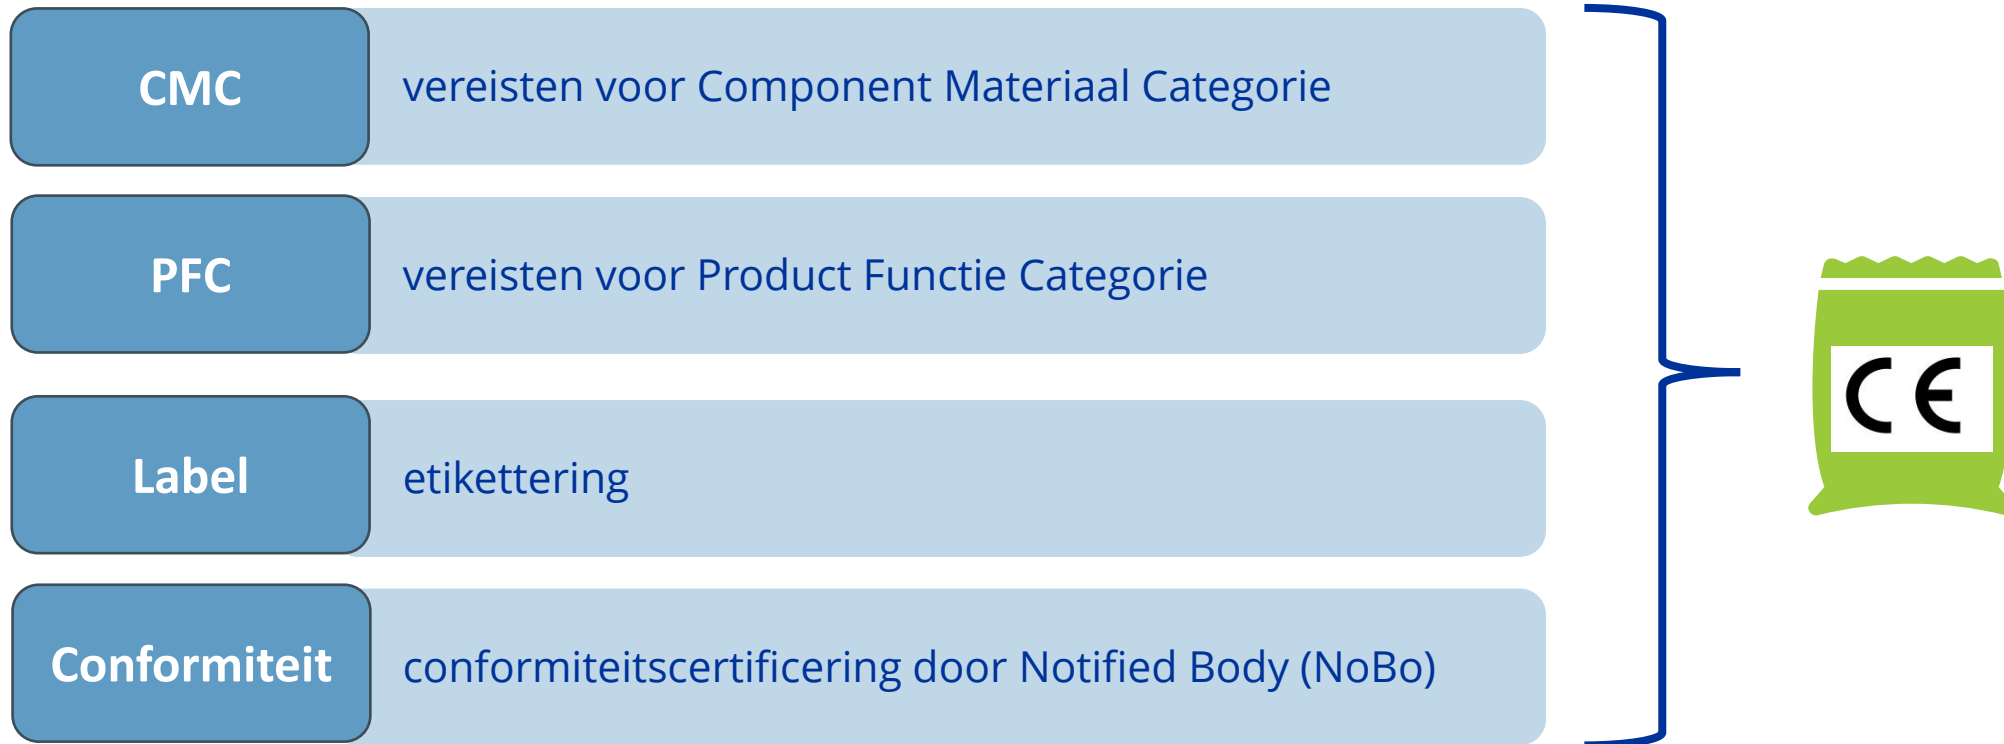 CMC
vereisten voor Component Materiaal Categorie
PFC
vereisten voor Product Functie Categorie
Label
etikettering
Conformiteit
conformiteitscertificering door Notified Body (NoBo)
CE